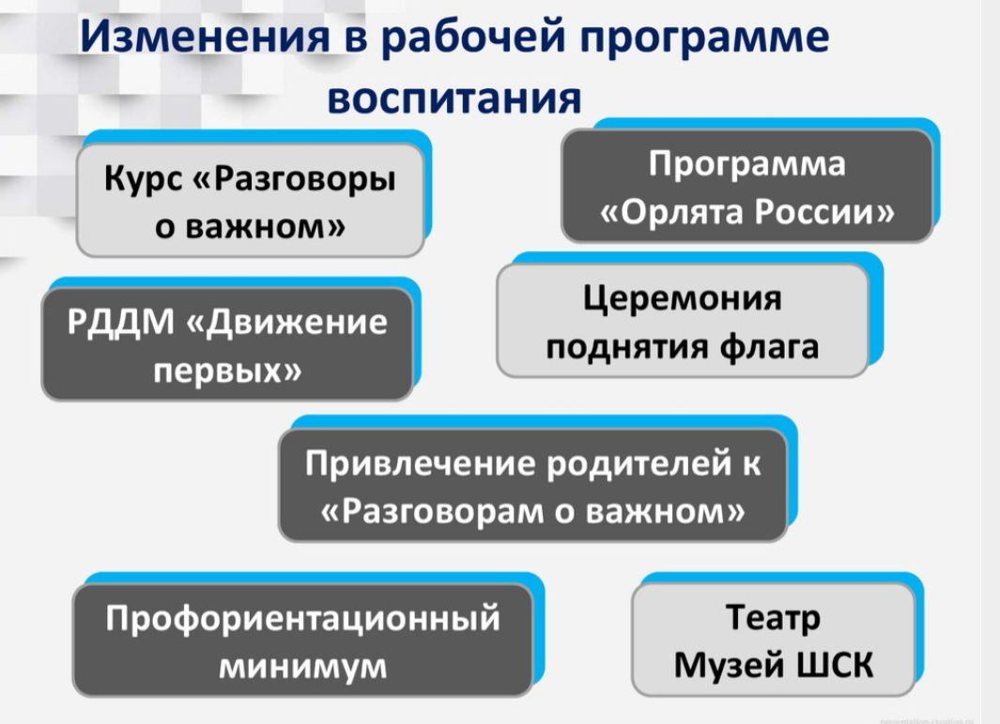 Изменения в рабочей программе
воспитания
Курс «Разговоры
о важном»
Программа
«Орлята России»
РДДМ «Движение
первых»
Церемония
поднятия флага
Привлечение родителей к
«Разговорам о важном»
Профориентационный
минимум
Театр
Музей ШСК